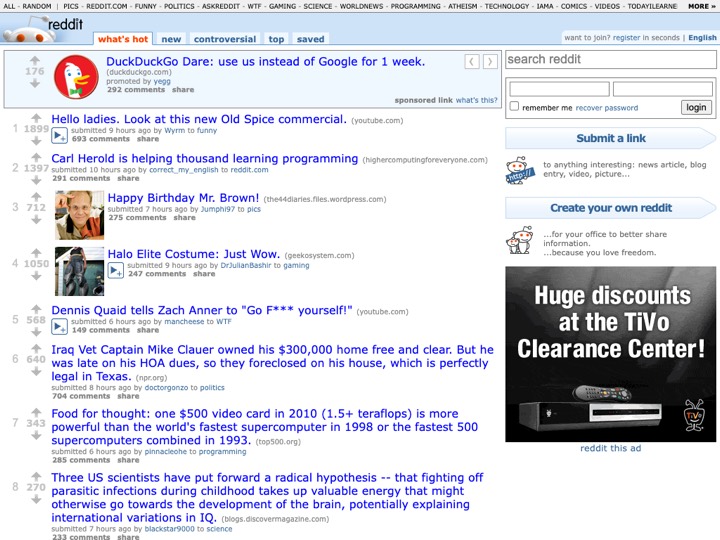 ALL - RANDOM | PICS - REDDIT.COM - FUNNY - POLITICS - ASKREDDIT - WTF - GAMING - SCIENCE - WORLDNEWS - PROGRAMMING - ATHEISM - TECHNOLOGY - IAMA - COMICS - VIDEOS - TODAYILEARNE MORE »
reddit
what's hot new controversial top saved
want to join? register in seconds | English
176
DuckDuckGo Dare: use us instead of Google for 1 week.
(duckduckgo.com)
promoted by yegg
292 comments share
sponsored link what's this?
1 1899
Hello ladies. Look at this new Old Spice commercial. (youtube.com)
submitted 9 hours ago by Wyrm to funny
693 comments share
2 1397
Carl Herold is helping thousand learning programming (highercomputingforeveryone.com)
submitted 10 hours ago by correct_my_english to reddit.com
291 comments share
3 712
Happy Birthday Mr. Brown! (the44diaries.files.wordpress.com)
submitted 7 hours ago by Jumphi97 to pics
275 comments share
4 1050
Halo Elite Costume: Just Wow. (geekosystem.com)
submitted 9 hours ago by DrJulianBashir to gaming
247 comments share
5 568
Dennis Quaid tells Zach Anner to "Go F*** yourself!" (youtube.com)
submitted 6 hours ago by mancheese to WTF
149 comments share
6 640
Iraq Vet Captain Mike Clauer owned his $300,000 home free and clear. But he
was late on his HOA dues, so they foreclosed on his house, which is perfectly
legal in Texas. (npr.org)
submitted 8 hours ago by doctorgonzo to politics
704 comments share
7 343
Food for thought: one $500 video card in 2010 (1.5+ teraflops) is more
powerful than the world's fastest supercomputer in 1998 or the fastest 500
supercomputers combined in 1993. (top500.org)
submitted 6 hours ago by pinnacleohe to programming
285 comments share
8 270
Three US scientists have put forward a radical hypothesis -- that fighting off
parasitic infections during childhood takes up valuable energy that might
otherwise go towards the development of the brain, potentially explaining
international variations in IQ. (blogs.discovermagazine.com)
submitted 7 hours ago by blackstar9000 to science
233 comments share
search reddit
remember me recover password login
Submit a link
http://
to anything interesting: news article, blog
entry, video, picture...
Create your own reddit
...for your office to better share
information.
...because you love freedom.
Huge discounts
at the TiVo
Clearance Center!
TiVo
reddit this ad